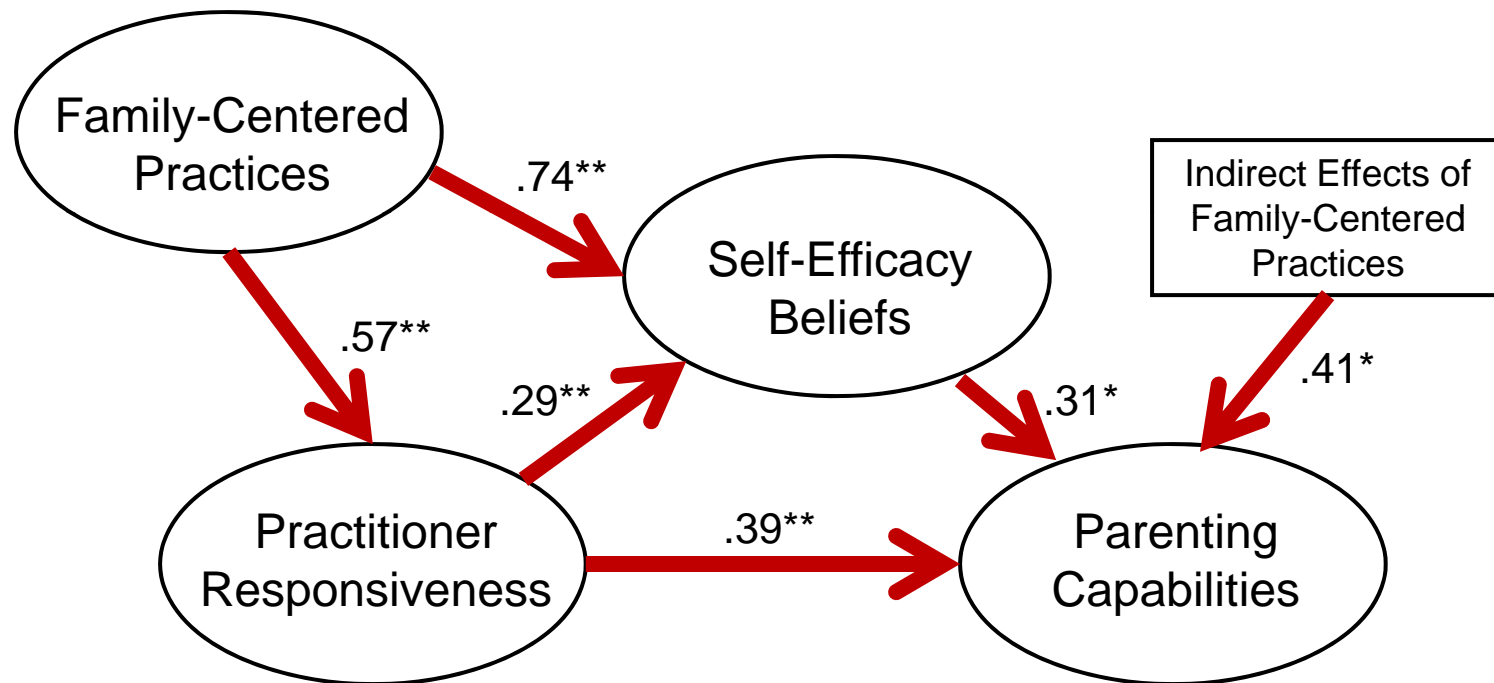 Family-Centered
Practices
.74**
Indirect Effects of
Family-Centered
Practices
Self-Efficacy
Beliefs
.57**
.29**
.31*
.41*
Practitioner
Responsiveness
.39**
Parenting
Capabilities